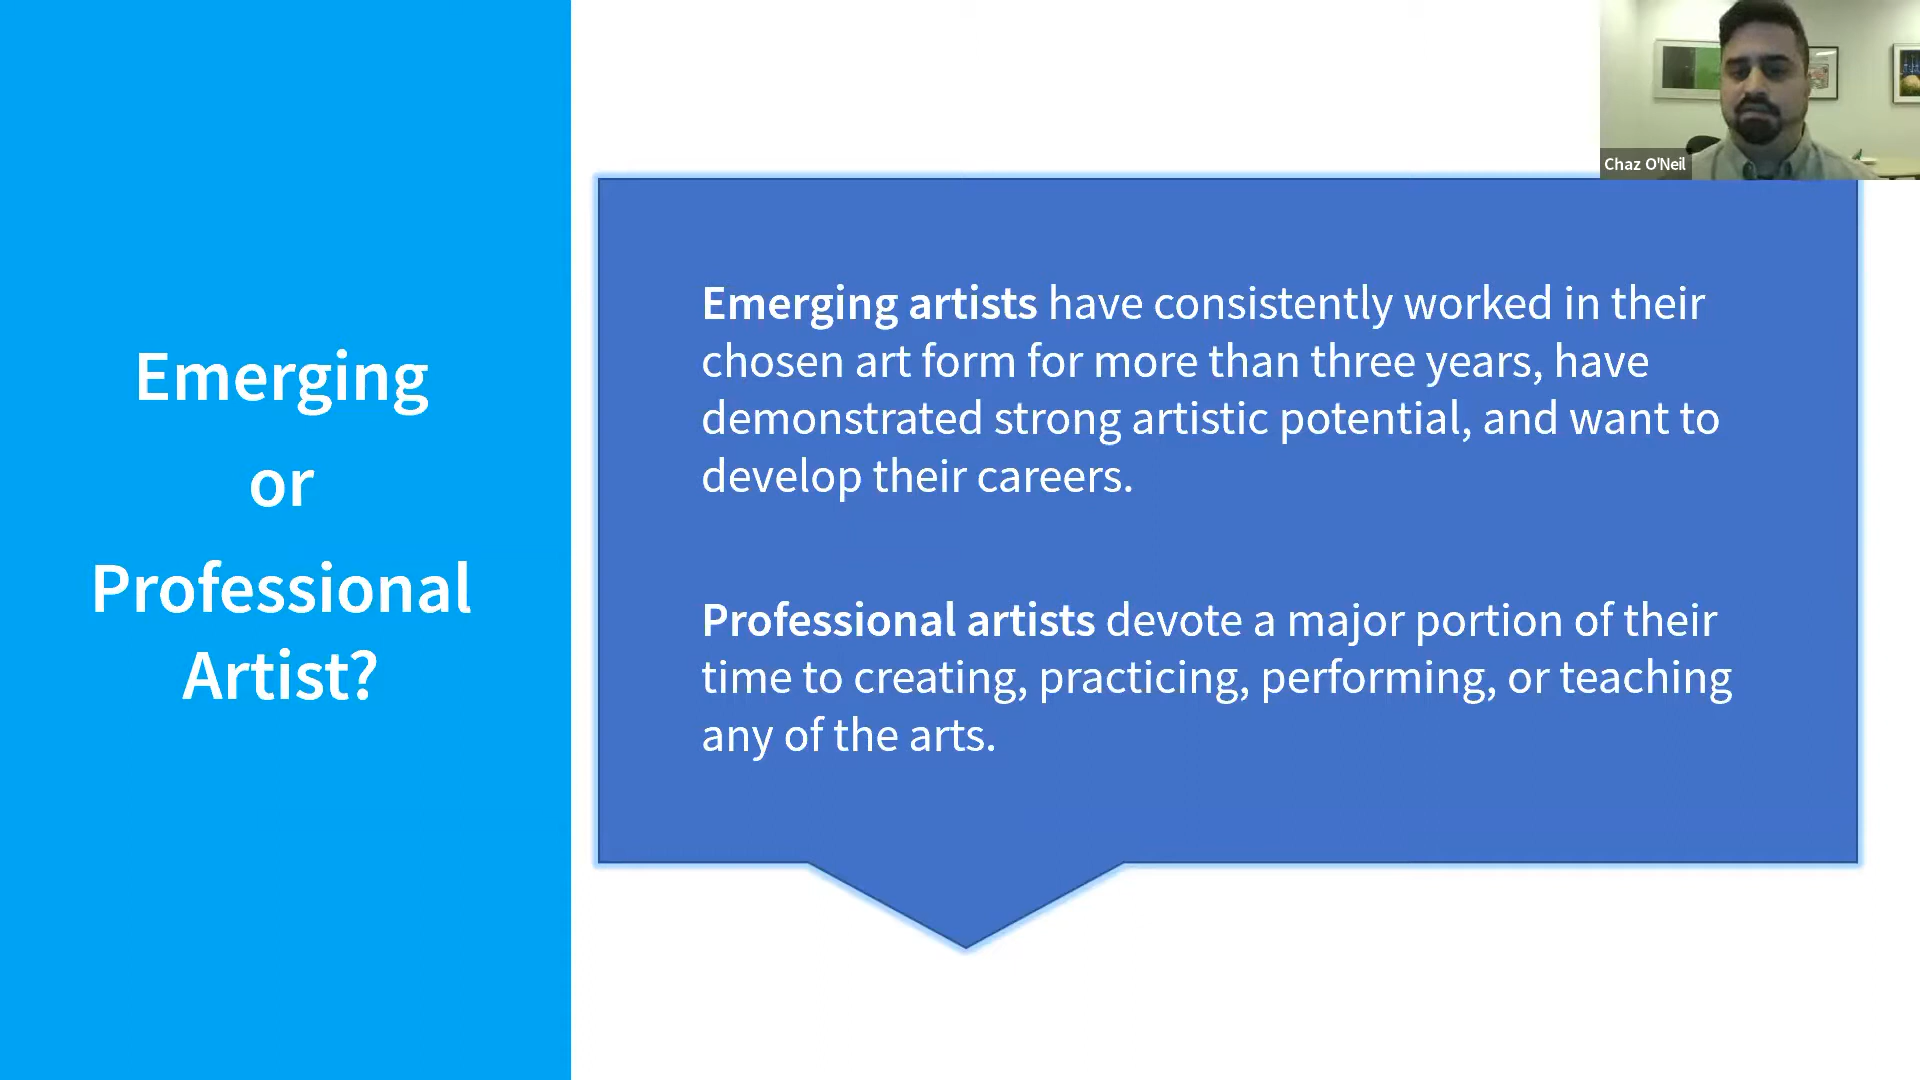 Emerging
or
Professional
Artist?
Emerging artists have consistently worked in their
chosen art form for more than three years, have
demonstrated strong artistic potential, and want to
develop their careers.
Professional artists devote a major portion of their
time to creating, practicing, performing, or teaching
any of the arts.
Chaz O'Neil